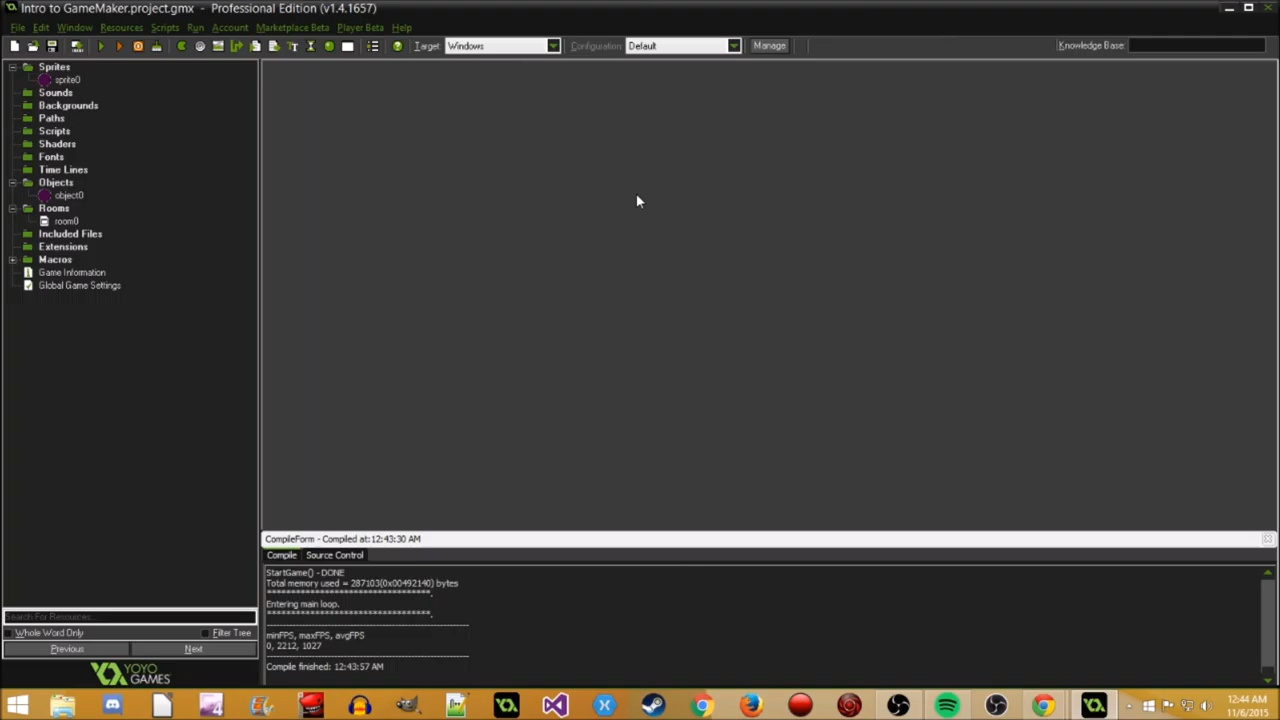 Intro to GameMaker.project.gmx - Professional Edition (v1.4.1657)
File Edit Window Resources Scripts Run Account Marketplace Beta Player Beta Help
Target: Windows Configuration: Default Manage Knowledge Base:
Sprites
sprite0
Sounds
Backgrounds
Paths
Scripts
Shaders
Fonts
Time Lines
Objects
object0
Rooms
room0
Included Files
Extensions
Macros
Game Information
Global Game Settings
CompileForm - Compiled at:12:43:30 AM
Compile Source Control
StartGame() - DONE
Total memory used = 287103(0x00492140) bytes
**********************************.
Entering main loop.
**********************************.
minFPS, maxFPS, avgFPS
0, 2212, 1027
Compile finished: 12:43:57 AM
Search For Resources...
Whole Word Only Filter Tree
Previous Next
YOYO
GAMES™
12:44 AM
11/6/2015